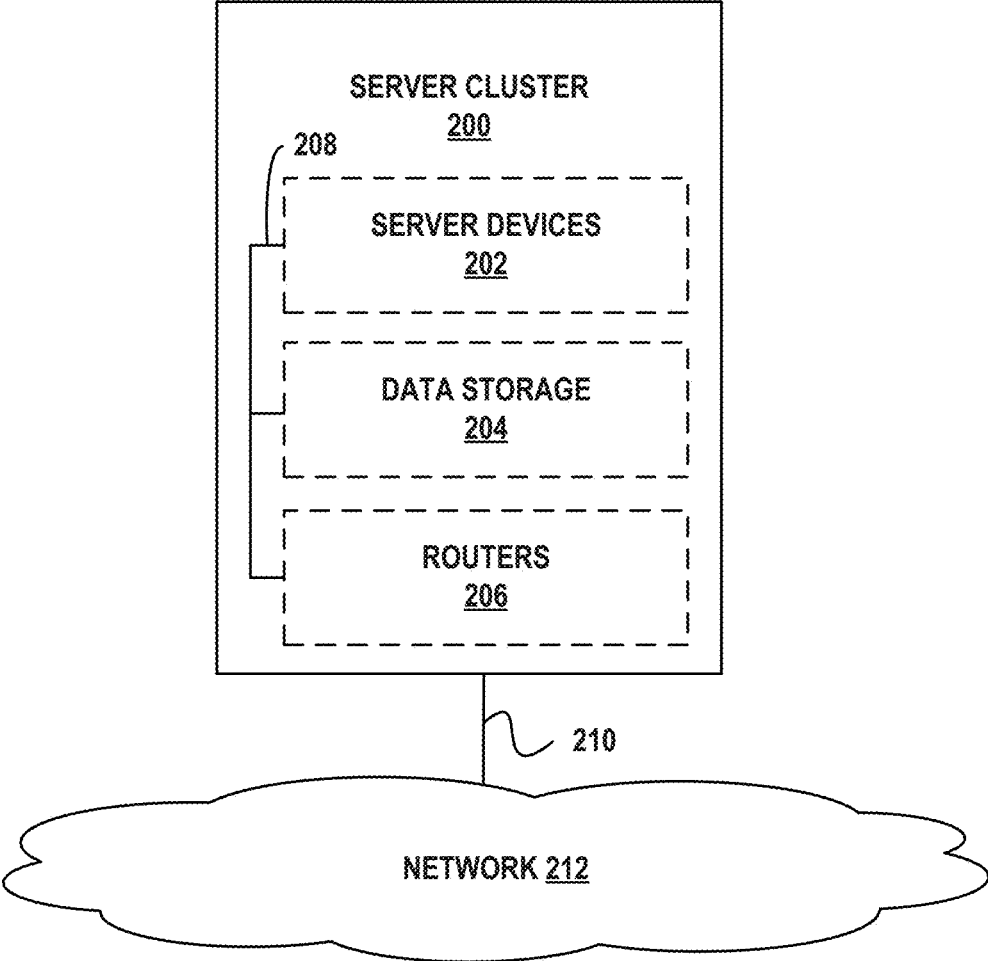 SERVER CLUSTER
200
208
SERVER DEVICES
202
DATA STORAGE
204
ROUTERS
206
210
NETWORK 212